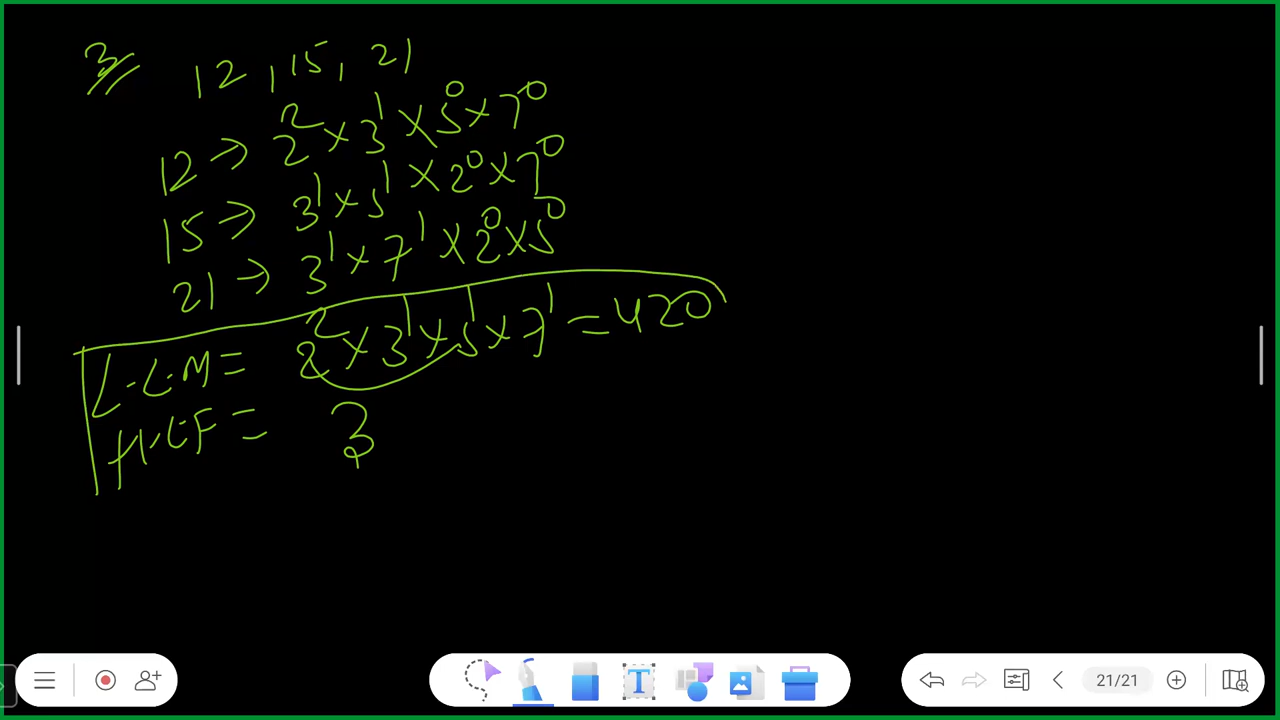 3
12, 15, 21
12 → 2² × 3¹ × 5⁰ × 7⁰
15 → 3¹ × 5¹ × 2⁰ × 7⁰
21 → 3¹ × 7¹ × 2⁰ × 5⁰
L.C.M = 2² × 3¹ × 5¹ × 7¹ = 420
H.C.F = 3
21/21
T